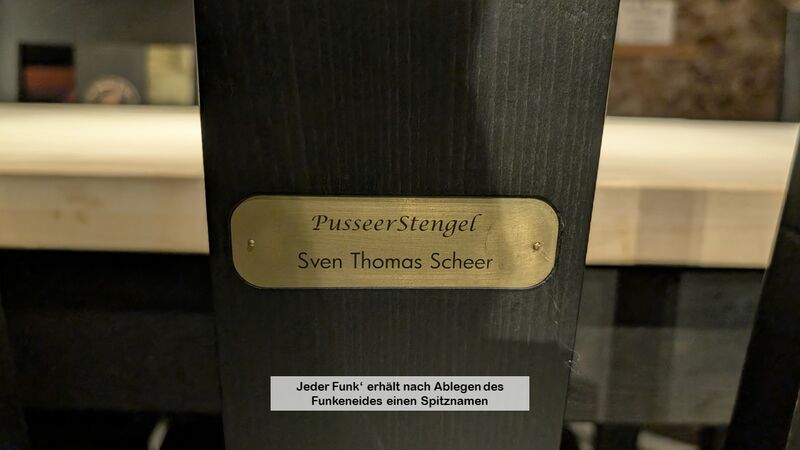 PusseerStengel
Sven Thomas Scheer
Jeder Funk‘ erhält nach Ablegen des
Funkeneides einen Spitznamen